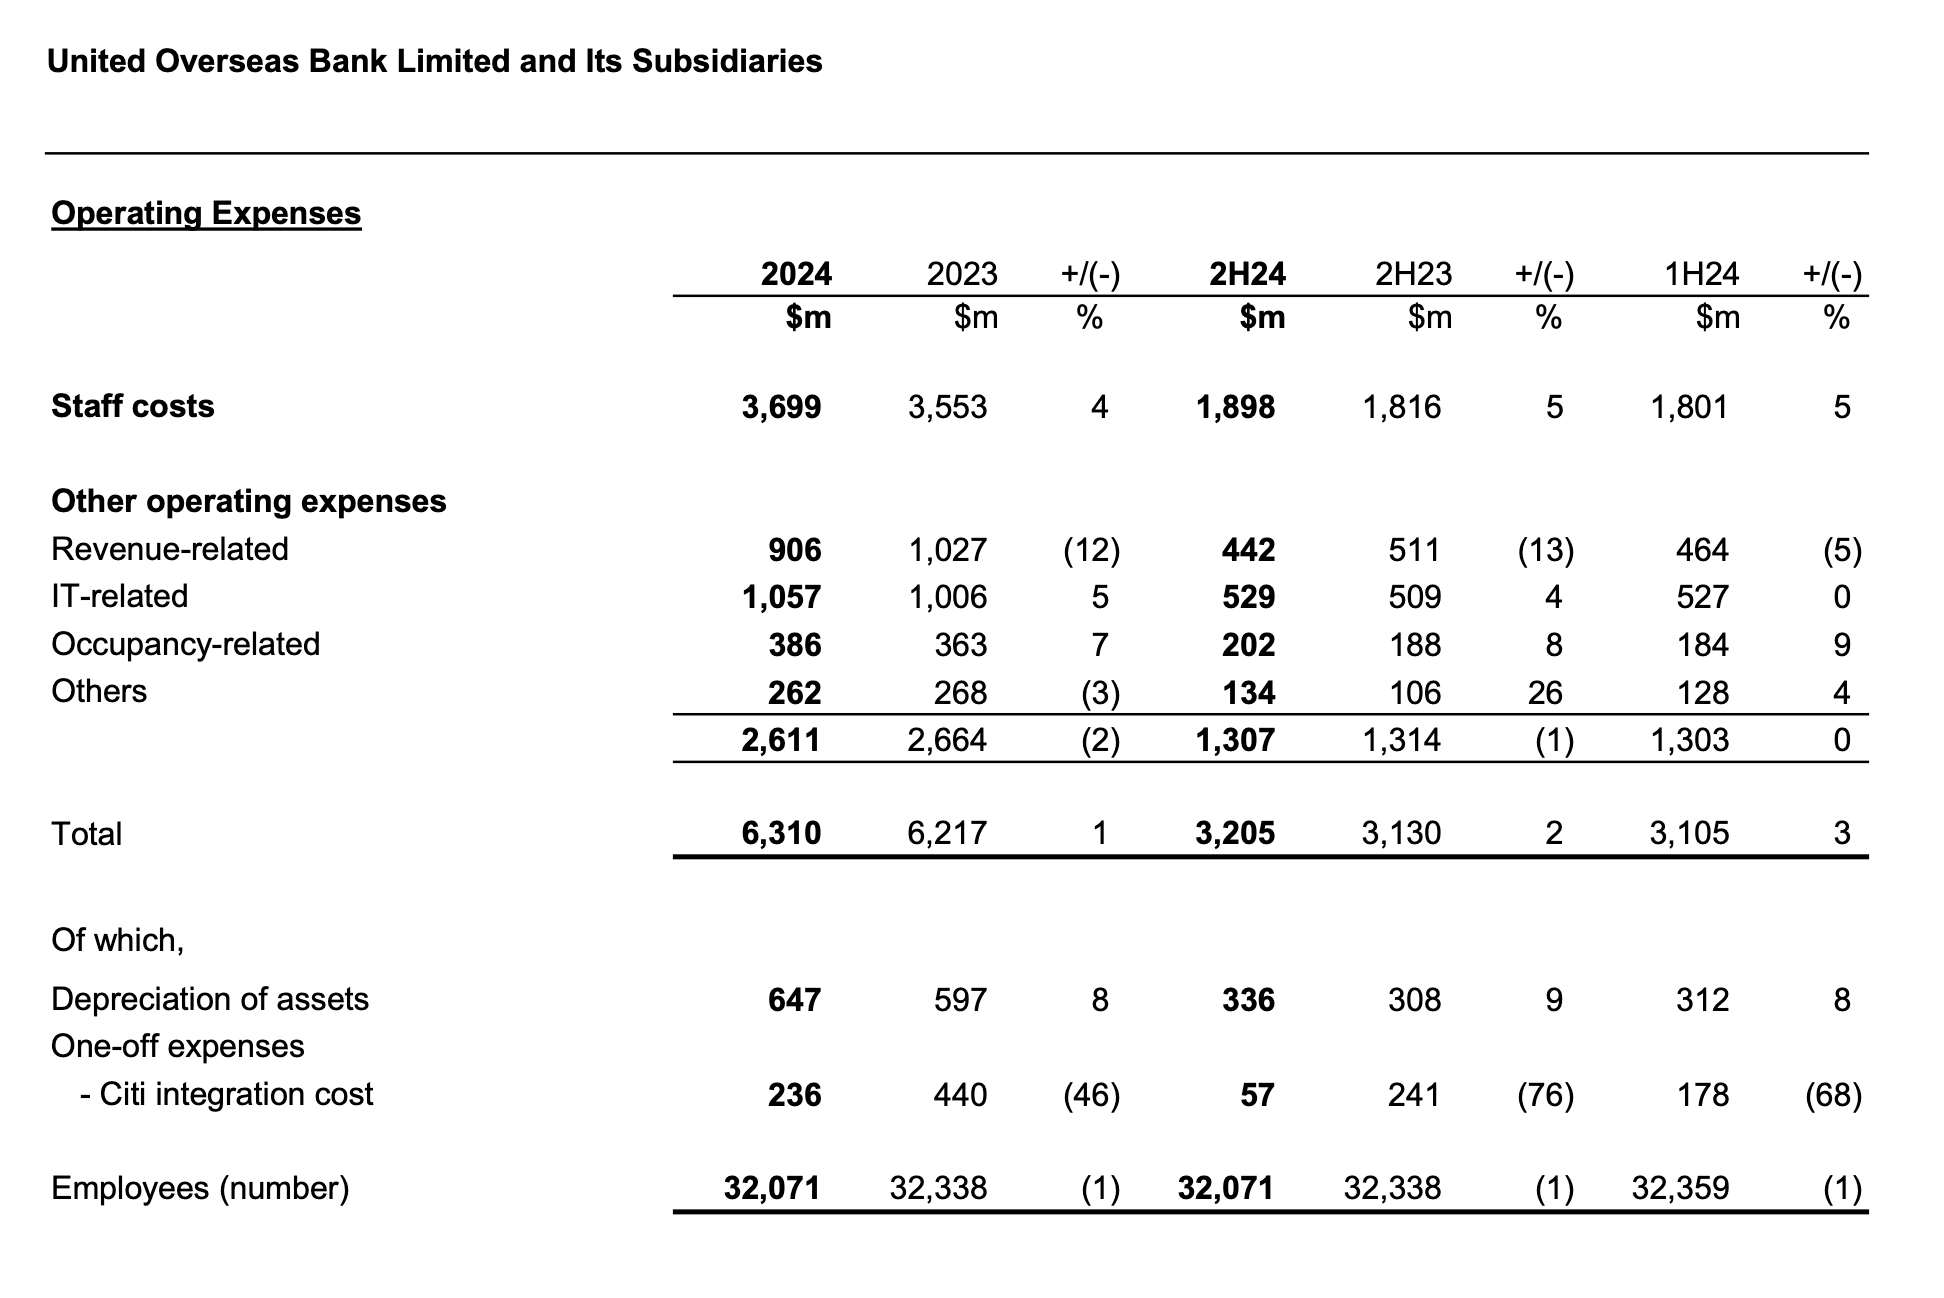 United Overseas Bank Limited and Its Subsidiaries
Operating Expenses
2024 2023 +/(-) 2H24 2H23 +/(-) 1H24 +/(-)
$m $m % $m $m % $m %
Staff costs 3,699 3,553 4 1,898 1,816 5 1,801 5
Other operating expenses
Revenue-related 906 1,027 (12) 442 511 (13) 464 (5)
IT-related 1,057 1,006 5 529 509 4 527 0
Occupancy-related 386 363 7 202 188 8 184 9
Others 262 268 (3) 134 106 26 128 4
2,611 2,664 (2) 1,307 1,314 (1) 1,303 0
Total 6,310 6,217 1 3,205 3,130 2 3,105 3
Of which,
Depreciation of assets 647 597 8 336 308 9 312 8
One-off expenses
- Citi integration cost 236 440 (46) 57 241 (76) 178 (68)
Employees (number) 32,071 32,338 (1) 32,071 32,338 (1) 32,359 (1)